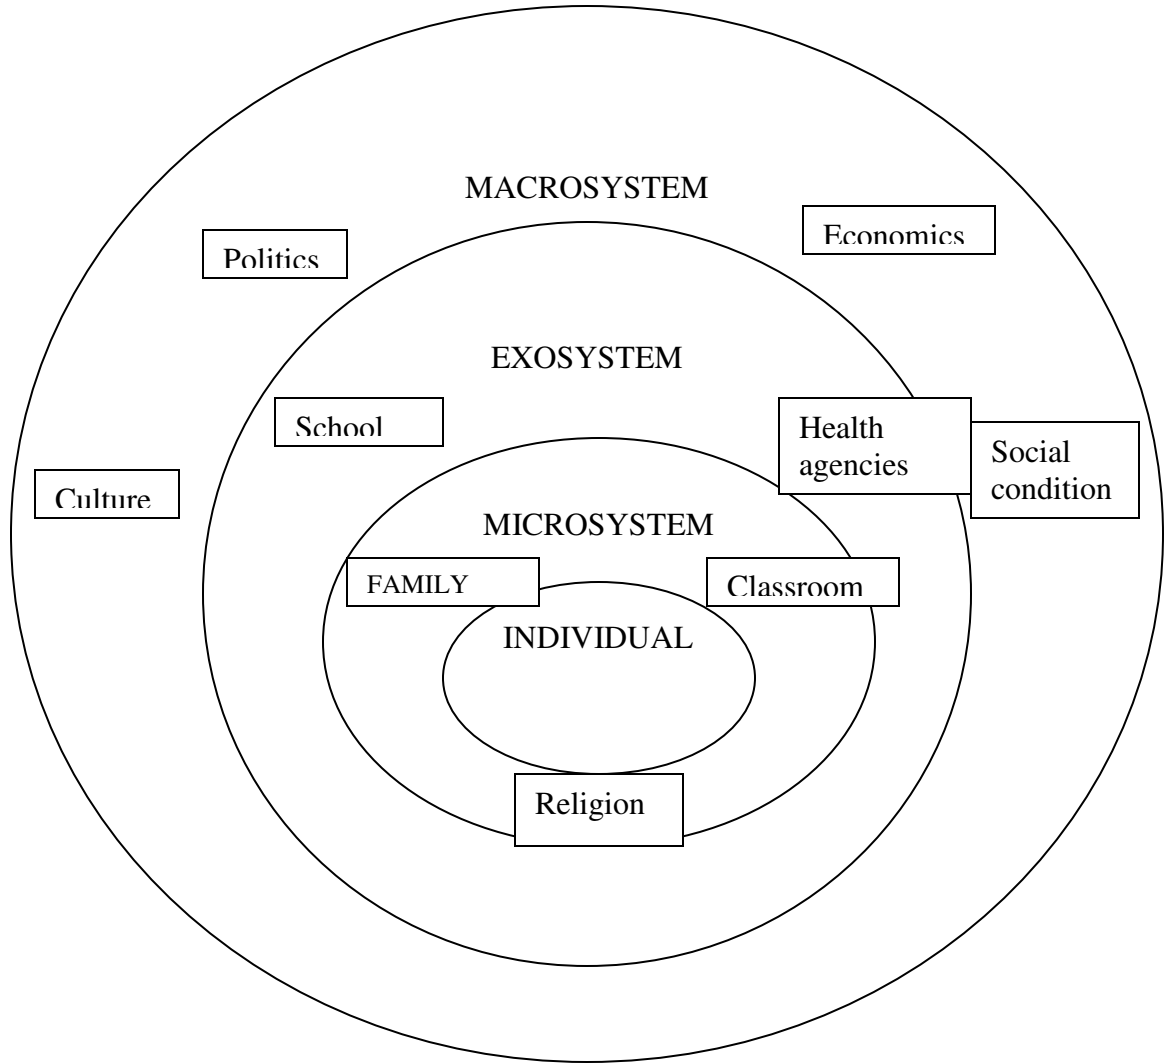 MACROSYSTEM
Politics
Economics
EXOSYSTEM
School
Health
agencies
Social
condition
Culture
MICROSYSTEM
FAMILY
Classroom
INDIVIDUAL
Religion